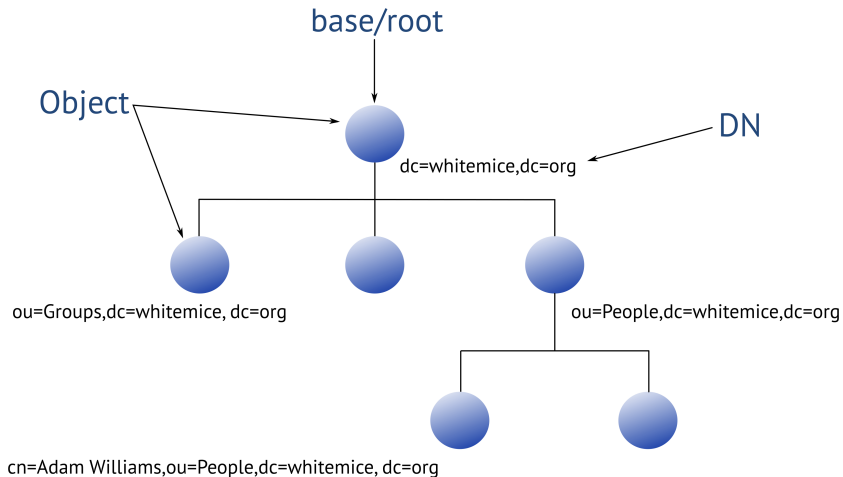 base/root
Object
DN
dc=whitemice,dc=org
ou=Groups,dc=whitemice, dc=org
ou=People,dc=whitemice,dc=org
cn=Adam Williams,ou=People,dc=whitemice, dc=org